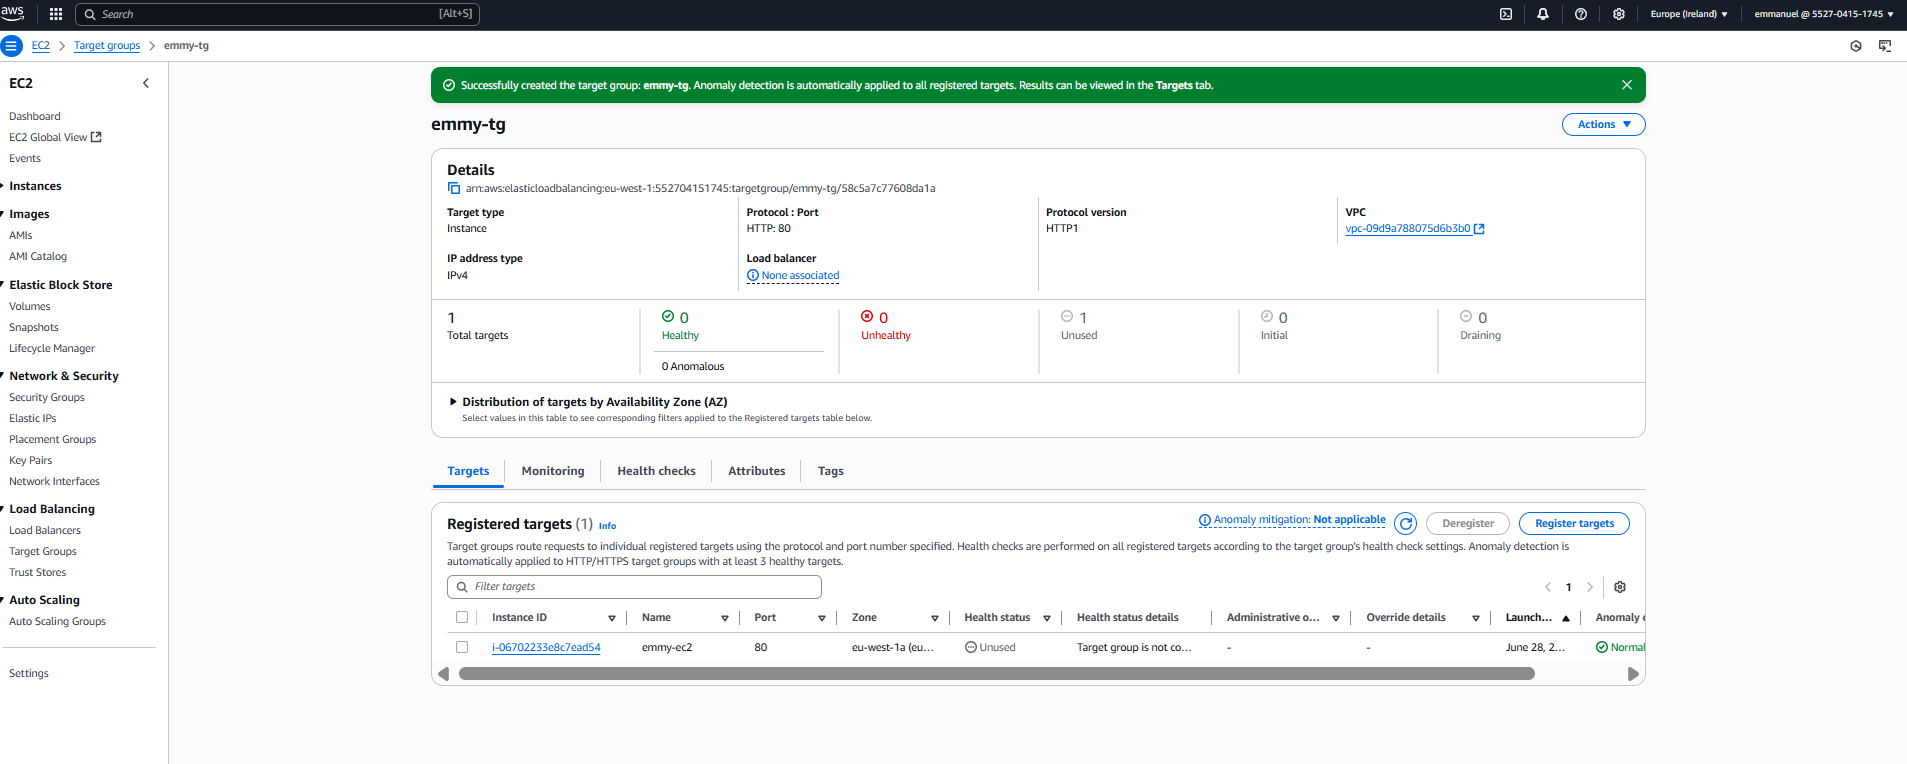 aws
Search
[Alt+S]
Europe (Ireland)
emmanuel @ 5527-0415-1745
EC2
Target groups
emmy-tg
EC2
Dashboard
EC2 Global View
Events
Instances
Images
AMIs
AMI Catalog
Elastic Block Store
Volumes
Snapshots
Lifecycle Manager
Network & Security
Security Groups
Elastic IPs
Placement Groups
Key Pairs
Network Interfaces
Load Balancing
Load Balancers
Target Groups
Trust Stores
Auto Scaling
Auto Scaling Groups
Settings
Successfully created the target group: emmy-tg. Anomaly detection is automatically applied to all registered targets. Results can be viewed in the Targets tab.
emmy-tg
Actions
Details
arn:aws:elasticloadbalancing:eu-west-1:552704151745:targetgroup/emmy-tg/58c5a7c77608da1a
Target type
Instance
Protocol : Port
HTTP: 80
Protocol version
HTTP1
VPC
vpc-09d9a788075d6b3b0
IP address type
IPv4
Load balancer
None associated
1
Total targets
0
Healthy
0 Anomalous
0
Unhealthy
1
Unused
0
Initial
0
Draining
Distribution of targets by Availability Zone (AZ)
Select values in this table to see corresponding filters applied to the Registered targets table below.
Targets
Monitoring
Health checks
Attributes
Tags
Registered targets (1) Info
Anomaly mitigation: Not applicable
Deregister
Register targets
Target groups route requests to individual registered targets using the protocol and port number specified. Health checks are performed on all registered targets according to the target group's health check settings. Anomaly detection is
automatically applied to HTTP/HTTPS target groups with at least 3 healthy targets.
Filter targets
1
Instance ID Name Port Zone Health status Health status details Administrative o... Override details Launch...
Anomaly
i-06702233e8c7ead54 emmy-ec2 80 eu-west-1a (eu... Unused Target group is not co... - - June 28, 2... Normal